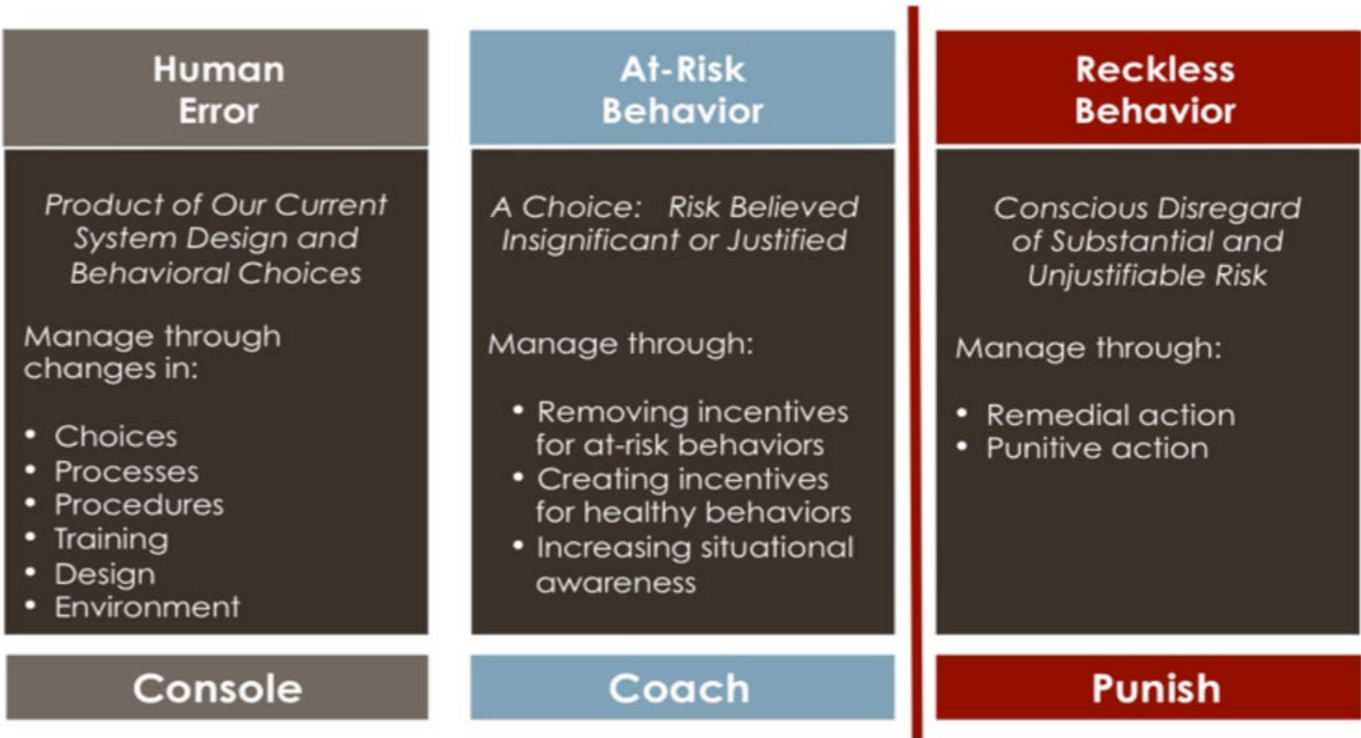 Human
Error
Product of Our Current
System Design and
Behavioral Choices
Manage through
changes in:
• Choices
• Processes
• Procedures
• Training
• Design
• Environment
Console
At-Risk
Behavior
A Choice: Risk Believed
Insignificant or Justified
Manage through:
• Removing incentives
for at-risk behaviors
• Creating incentives
for healthy behaviors
• Increasing situational
awareness
Coach
Reckless
Behavior
Conscious Disregard
of Substantial and
Unjustifiable Risk
Manage through:
• Remedial action
• Punitive action
Punish